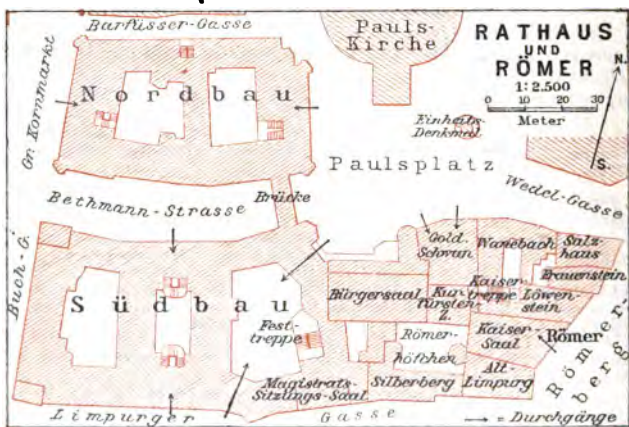 Barfüsser-Gasse
Pauls-
Kirche
RATHAUS
UND
RÖMER
1:2.500
0 10 20 30
Meter
N.
S.
Gr. Kornmarkt
Nordbau
Einheits-
Denkmal
Paulsplatz
Wedel-Gasse
Brücke
Bethmann-Strasse
Buch-G.
Südbau
Fest-
treppe
Gold.
Schwan
Wanebach
Salz-
haus
Frauenstein
Bürgersaal
Kur-
fürsten-
Z.
Kaiser-
treppe
Löwen-
stein
Römer-
höfchen
Kaiser-
Saal
Römer
Römer-
berg
Magistrats-
Sitzungs-Saal
Silberberg
Alt-
Limpurg
Limpurger Gasse
= Durchgänge